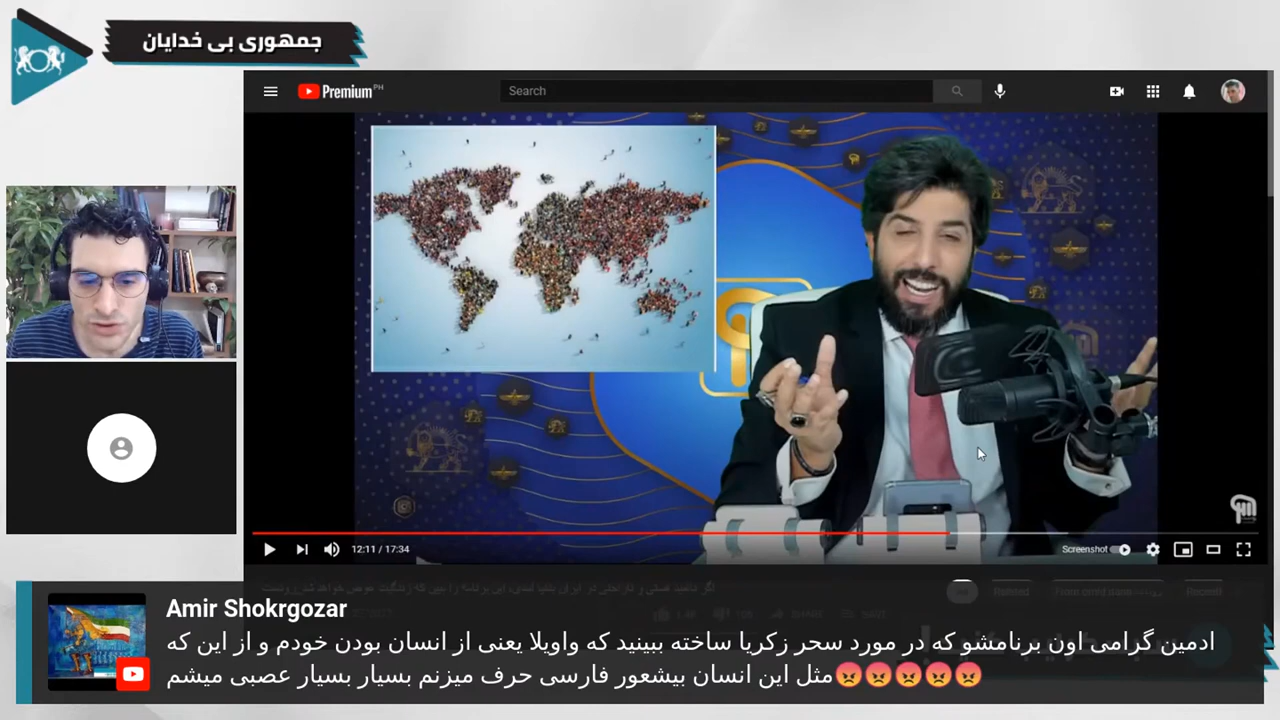 جمهوری بی خدایان
Premium PH
Search
12:11 / 17:34
Screenshot
Amir Shokrgozar
ادمین گرامی اون برنامشو که در مورد سحر زکریا ساخته ببینید که واویلا یعنی از انسان بودن خودم و از این که
مثل این انسان بیشعور فارسی حرف میزنم بسیار بسیار عصبی میشم😡😡😡😡😡